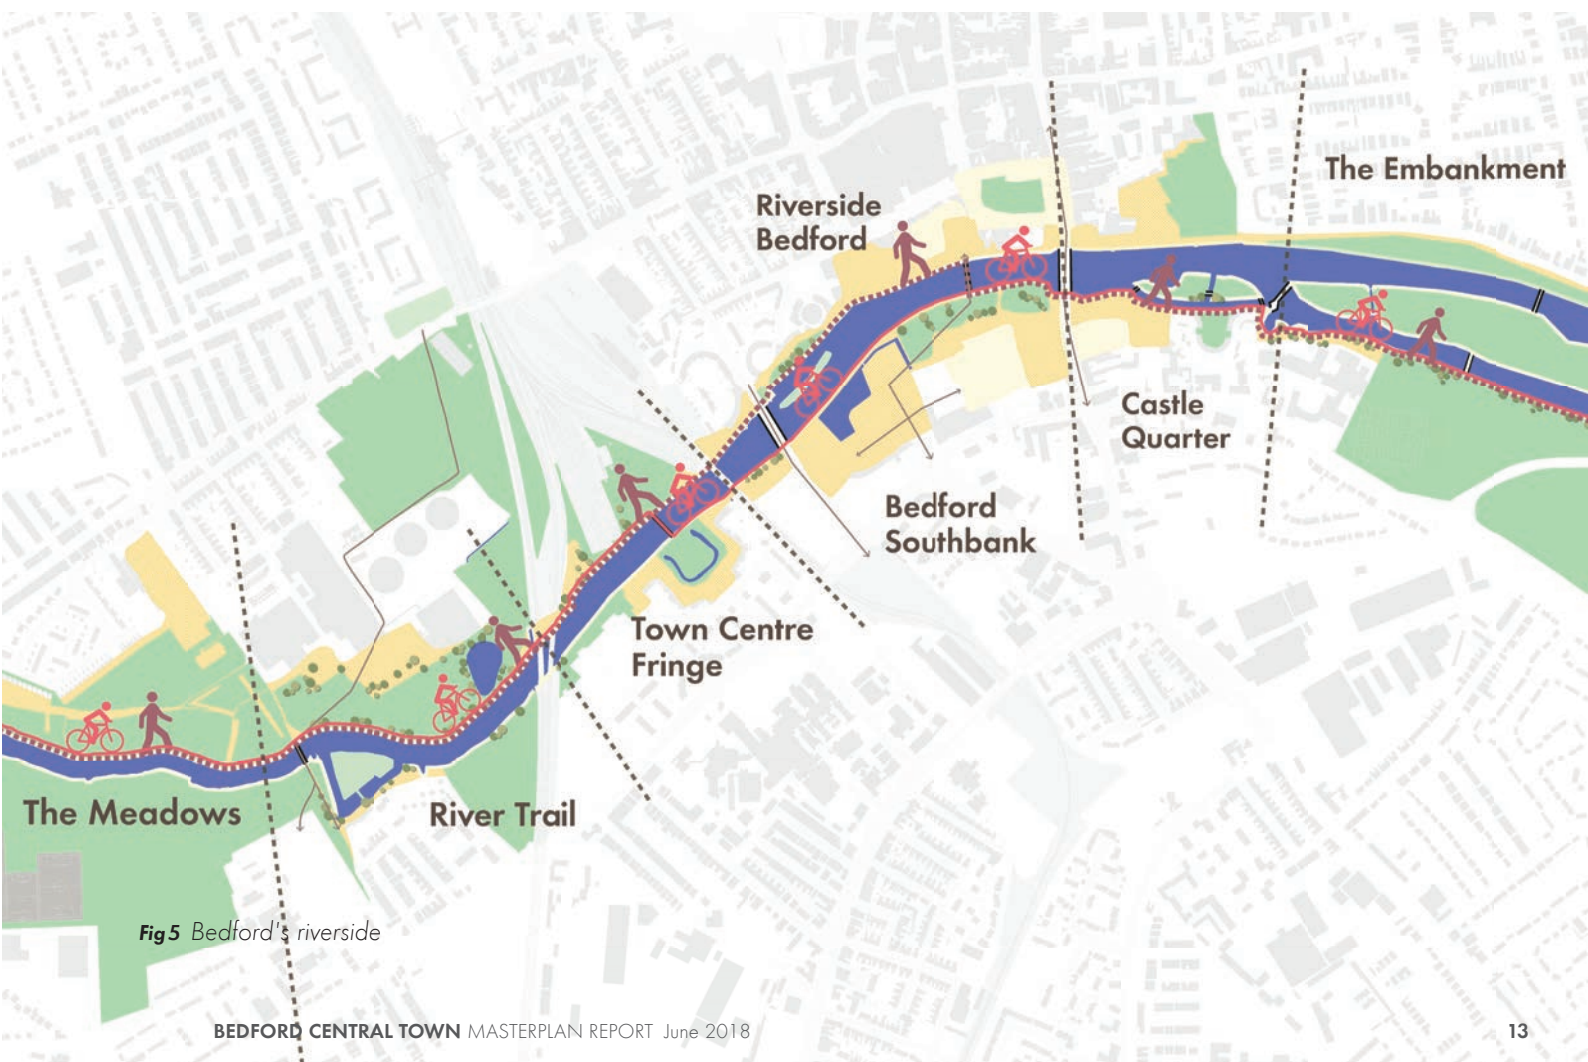 The Embankment
Riverside
Bedford
Castle
Quarter
Bedford
Southbank
Town Centre
Fringe
The Meadows
River Trail
Fig 5 Bedford's riverside
BEDFORD CENTRAL TOWN MASTERPLAN REPORT June 2018
13